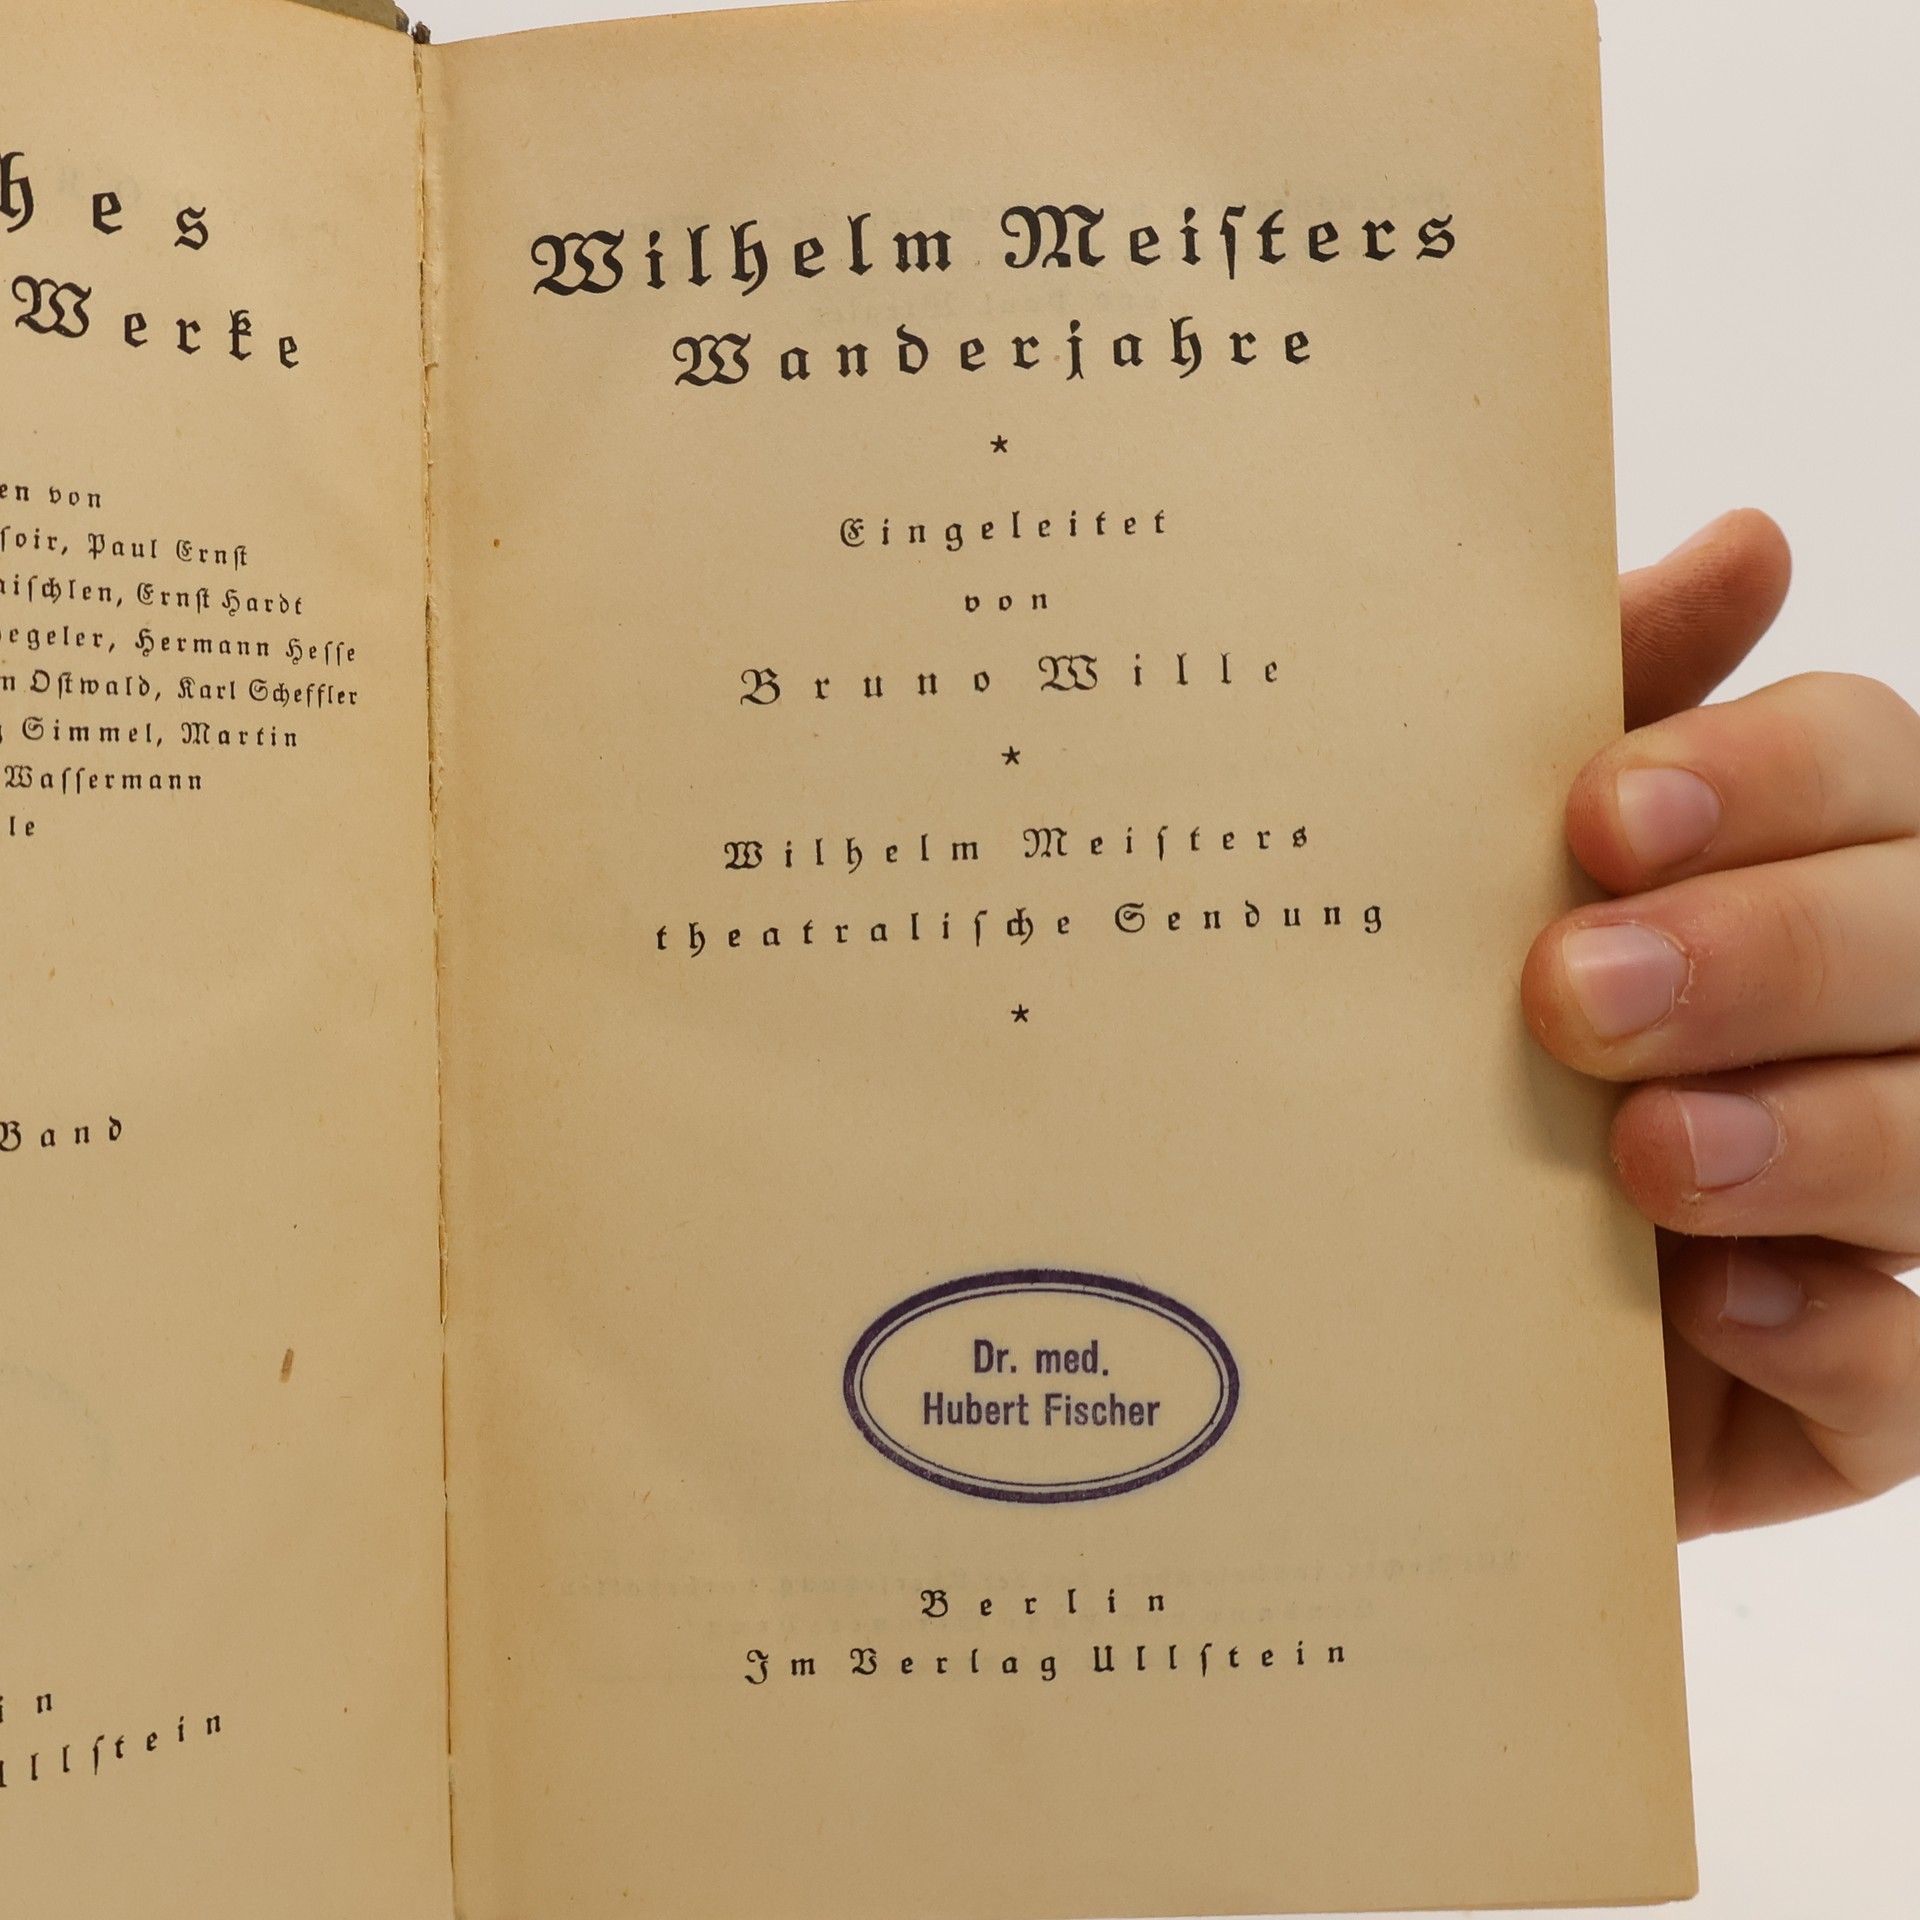 hes
Werke
en von
soir, Paul Ernst
aischlen, Ernst Hardt
oegeler, Hermann Hesse
n Ostwald, Karl Scheffler
g Simmel, Martin
Wassermann
le
Band
in
Ullstein
Wilhelm Meisters
Wanderjahre
*
Eingeleitet
von
Bruno Wille
*
Wilhelm Meisters
theatralische Sendung
*
Dr. med.
Hubert Fischer
Berlin
Im Verlag Ullstein